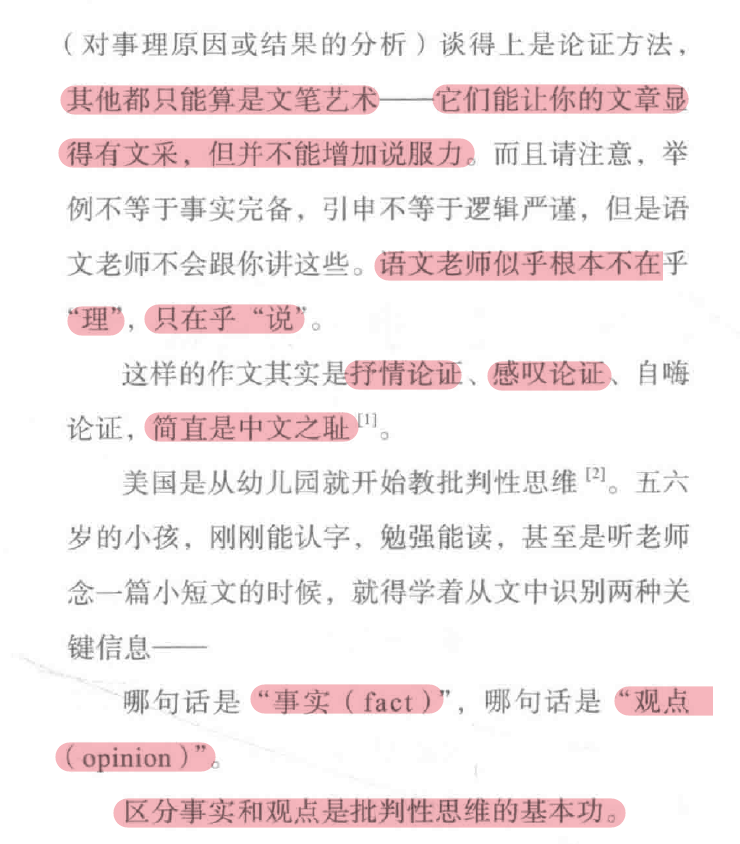 （对事理原因或结果的分析）谈得上是论证方法，
其他都只能算是文笔艺术——它们能让你的文章显
得有文采，但并不能增加说服力。而且请注意，举
例不等于事实完备，引申不等于逻辑严谨，但是语
文老师不会跟你讲这些。语文老师似乎根本不在乎
“理”，只在乎“说”。
这样的作文其实是抒情论证、感叹论证、自嗨
论证，简直是中文之耻[1]。
美国是从幼儿园就开始教批判性思维[2]。五六
岁的小孩，刚刚能认字，勉强能读，甚至是听老师
念一篇小短文的时候，就得学着从文中识别两种关
键信息——
哪句话是“事实（fact）”，哪句话是“观点
（opinion）”。
区分事实和观点是批判性思维的基本功。